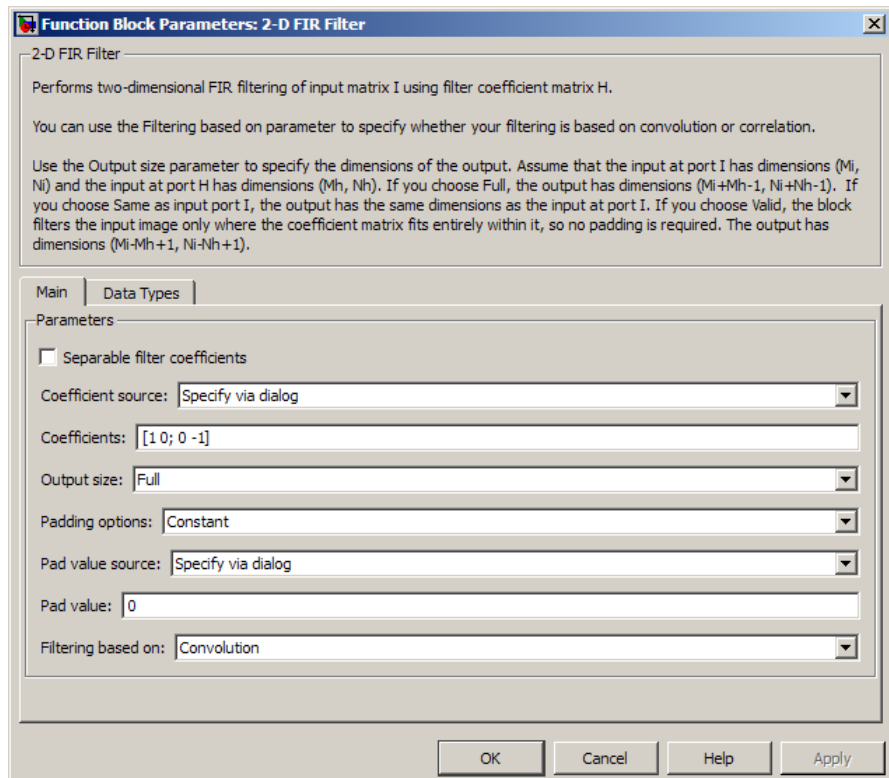 Function Block Parameters: 2-D FIR Filter
2-D FIR Filter
Performs two-dimensional FIR filtering of input matrix I using filter coefficient matrix H.
You can use the Filtering based on parameter to specify whether your filtering is based on convolution or correlation.
Use the Output size parameter to specify the dimensions of the output. Assume that the input at port I has dimensions (Mi,
Ni) and the input at port H has dimensions (Mh, Nh). If you choose Full, the output has dimensions (Mi+Mh-1, Ni+Nh-1). If
you choose Same as input port I, the output has the same dimensions as the input at port I. If you choose Valid, the block
filters the input image only where the coefficient matrix fits entirely within it, so no padding is required. The output has
dimensions (Mi-Mh+1, Ni-Nh+1).
Main Data Types
Parameters
Separable filter coefficients
Coefficient source: Specify via dialog
Coefficients: [1 0; 0 -1]
Output size: Full
Padding options: Constant
Pad value source: Specify via dialog
Pad value: 0
Filtering based on: Convolution
OK Cancel Help Apply